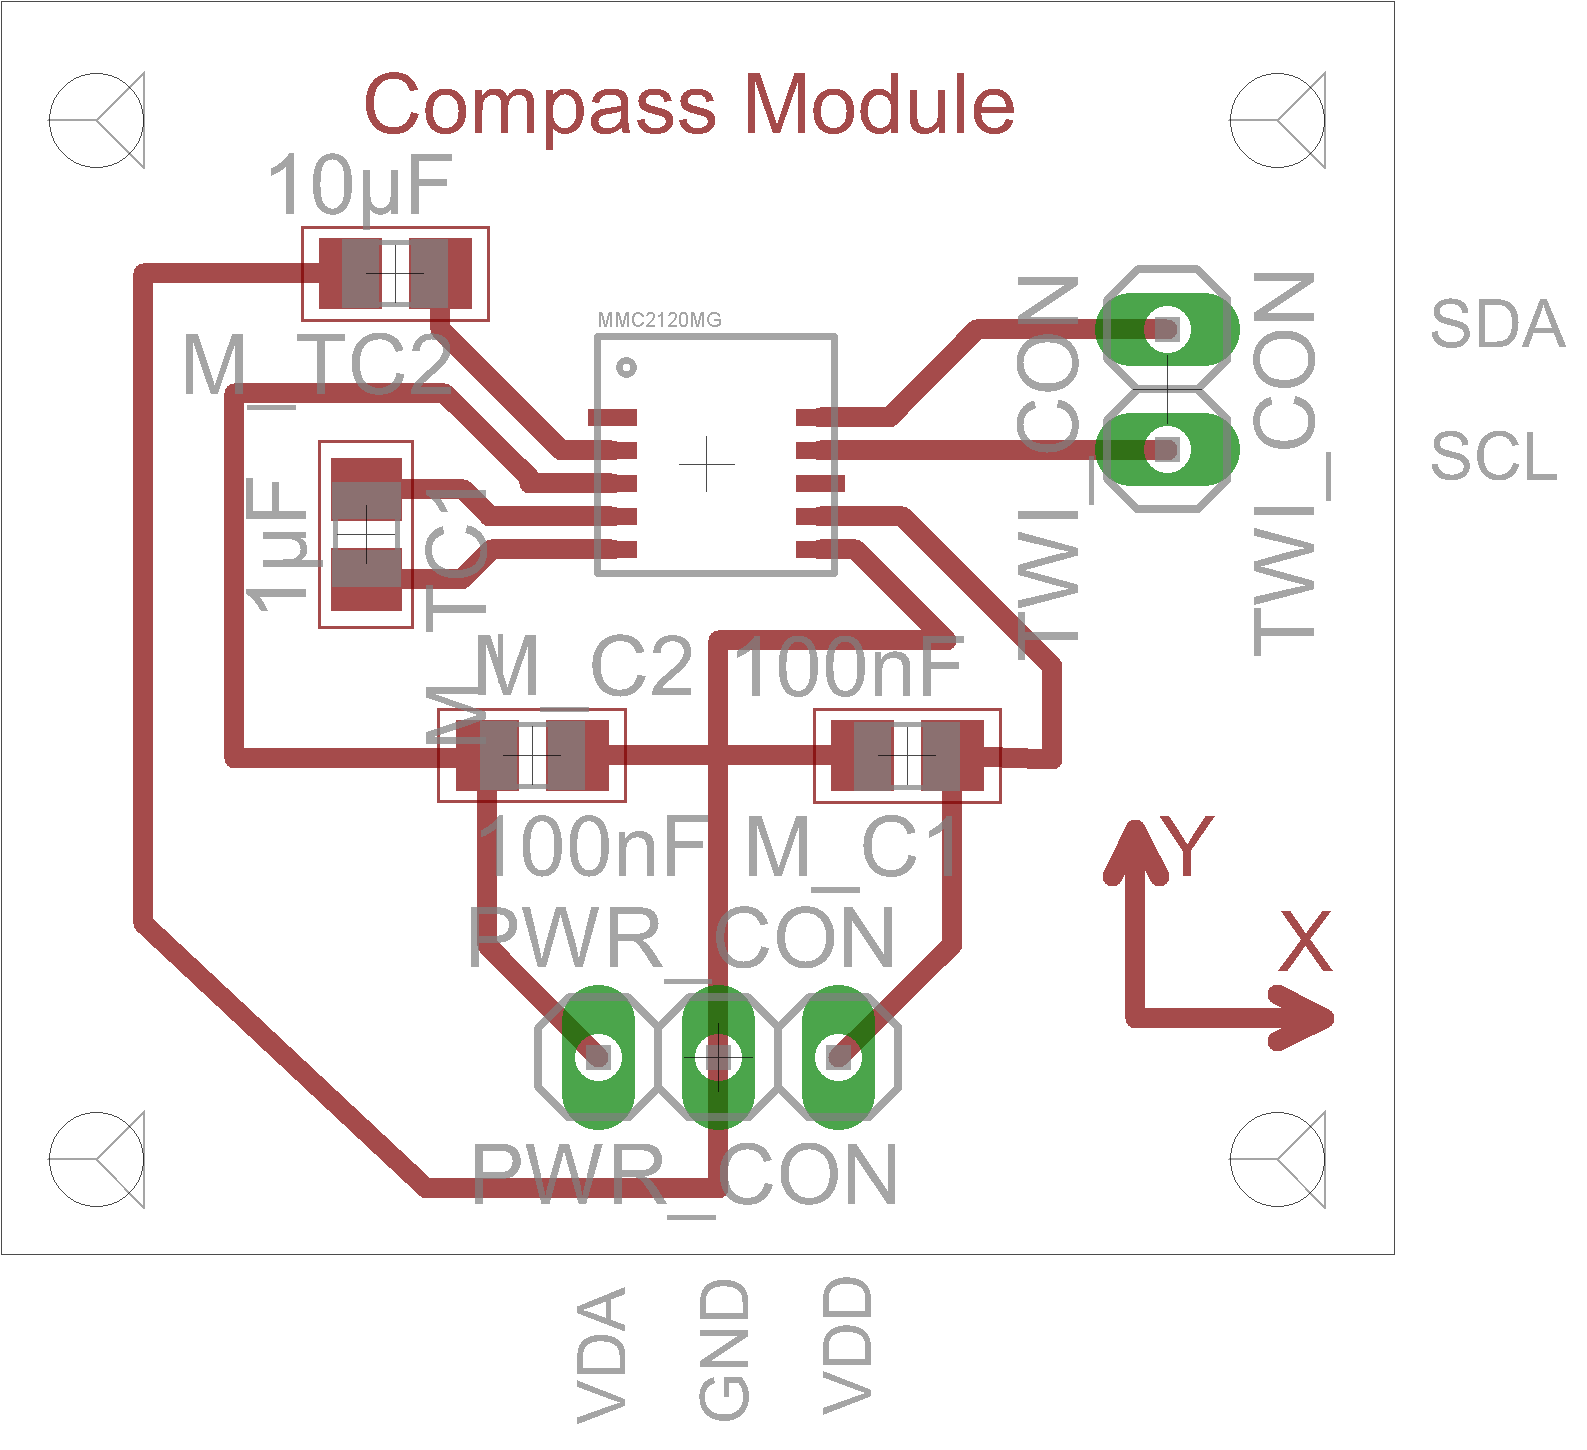 Compass Module
10µF
M_TC2
MMC2120MG
1µF
M_TC1
TWI_CON
TWI_CON
SDA
SCL
M_C2
100nF
100nF
M_C1
Y
X
PWR_CON
PWR_CON
VDA
GND
VDD